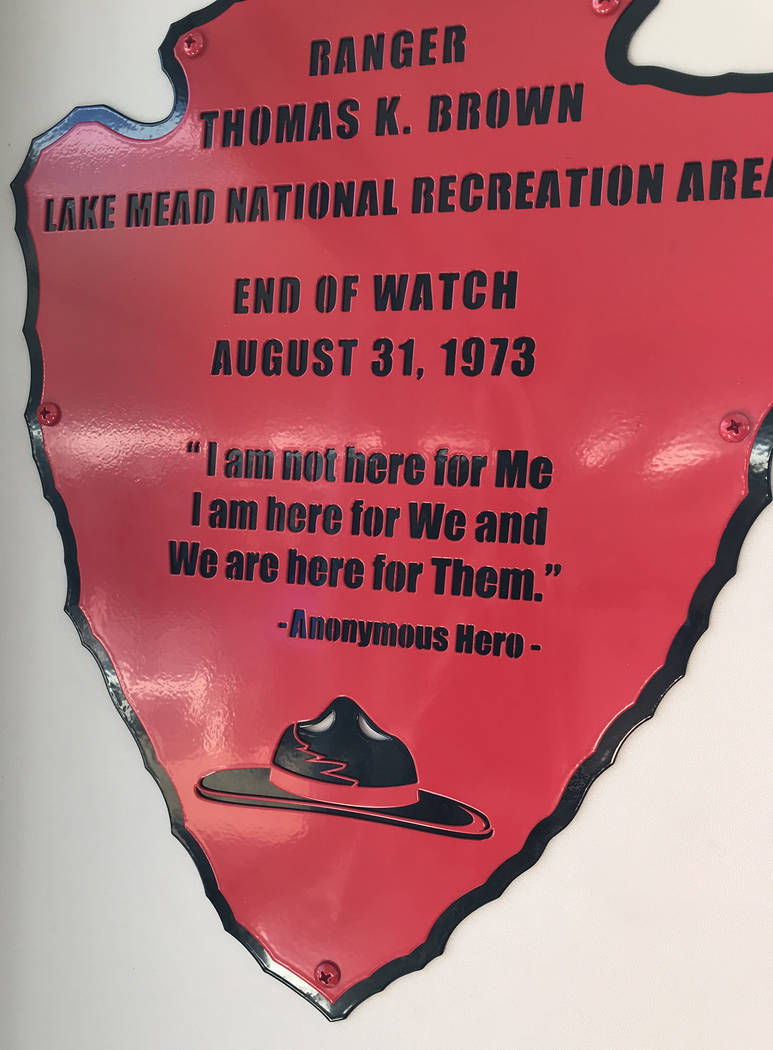 RANGER
THOMAS K. BROWN
LAKE MEAD NATIONAL RECREATION AREA
END OF WATCH
AUGUST 31, 1973
“I am not here for Me
I am here for We and
We are here for Them.”
-Anonymous Hero-